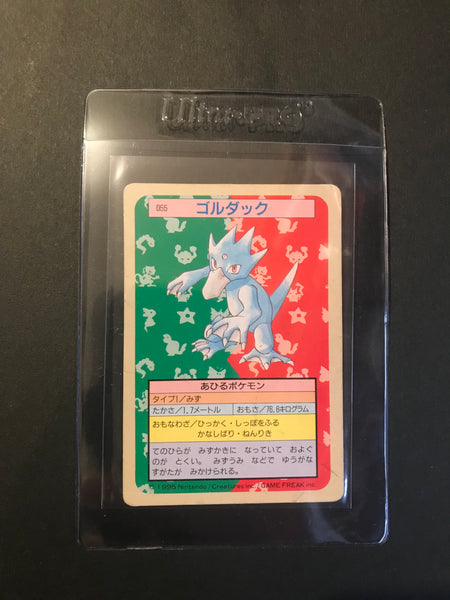 Ultra·PRO®
055
ゴルダック
あひるポケモン
タイプ1/みず
たかさ/1.7メートル おもさ/76.6キログラム
おもなわざ/ひっかく・しっぽをふる
かなしばり・ねんりき
てのひらが みずかきに なっていて およぐ
のが とくい。 みずうみ などで ゆうがな
すがたが みかけられる。
© 1995 Nintendo/Creatures inc./GAME FREAK inc.